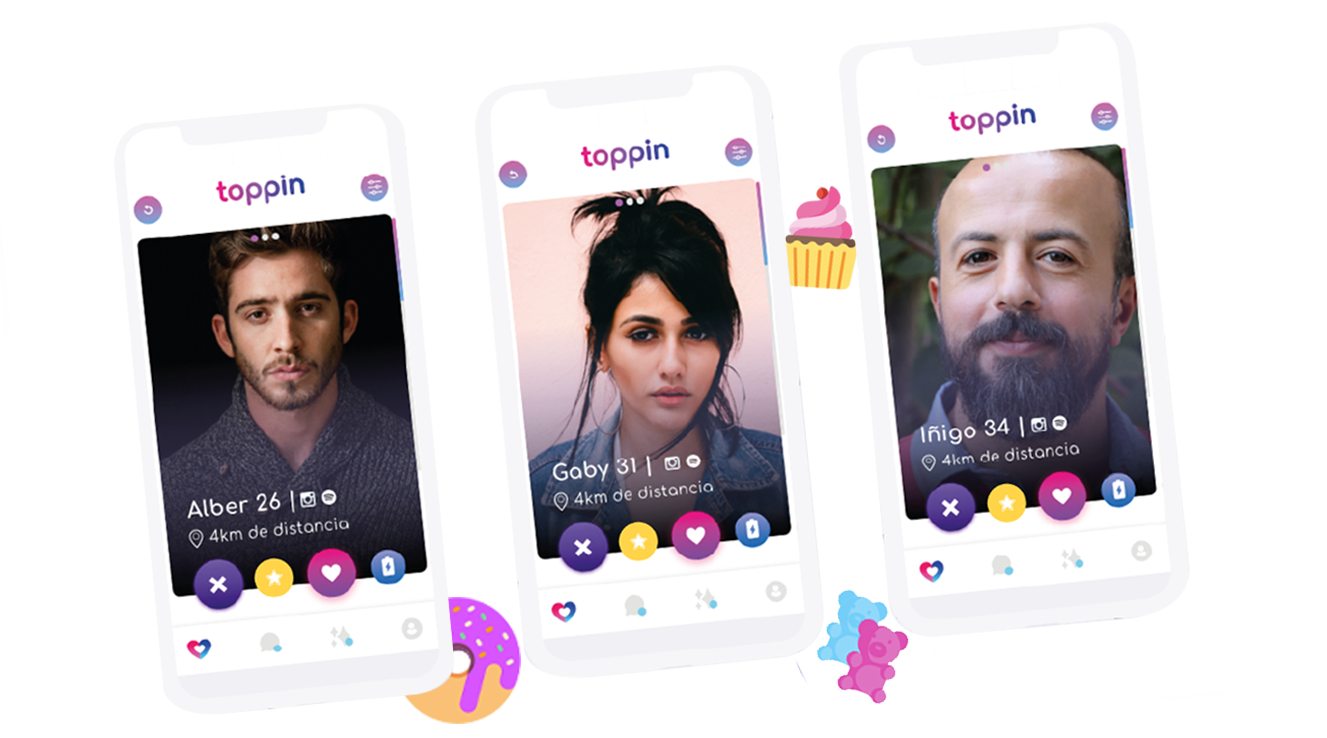 toppin
Alber 26 |
4km de distancia
toppin
Gaby 31 |
4km de distancia
toppin
Iñigo 34 |
4km de distancia